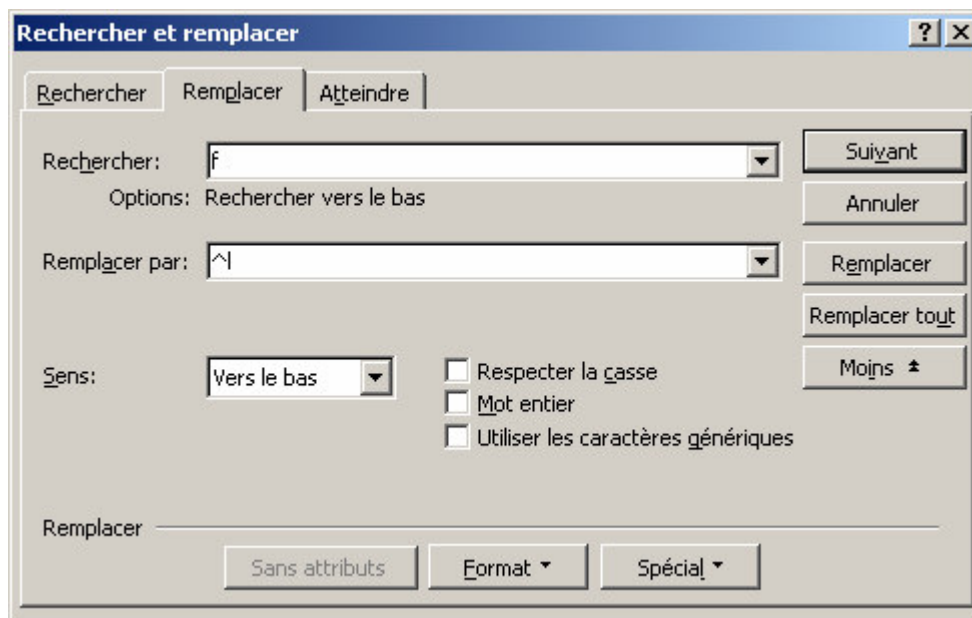 Rechercher et remplacer
Rechercher Remplacer Atteindre
Rechercher: f
Suivant
Options: Rechercher vers le bas
Annuler
Remplacer par: ^l
Remplacer
Remplacer tout
Sens: Vers le bas
Respecter la casse
Moins
Mot entier
Utiliser les caractères génériques
Remplacer
Sans attributs Format Spécial